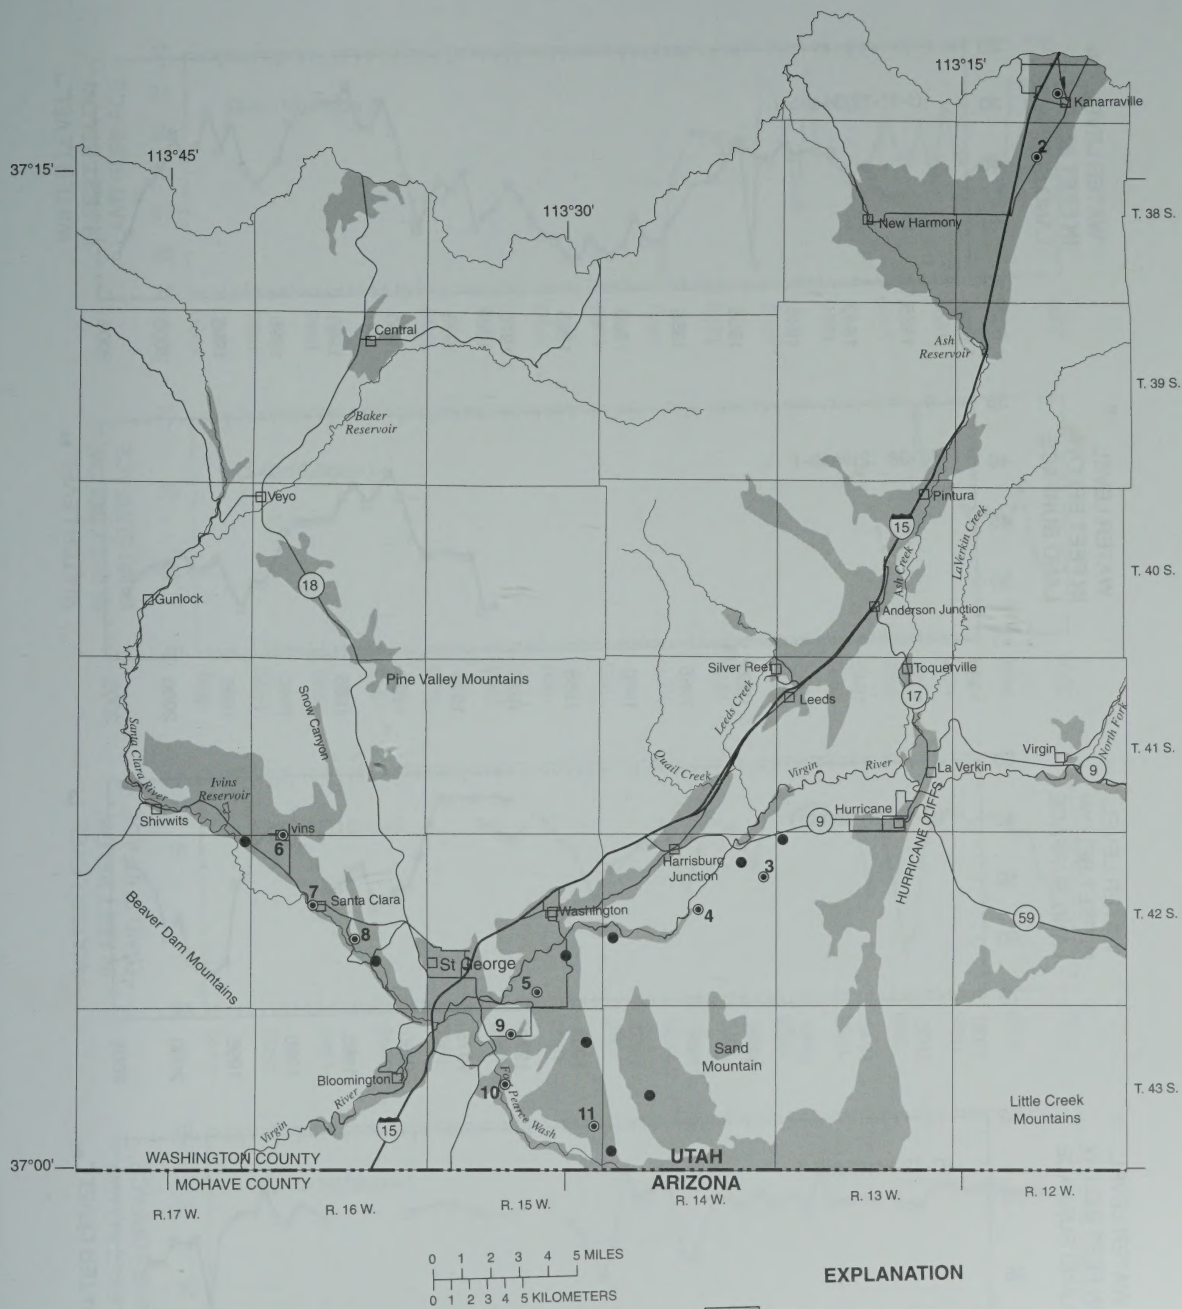 113°15'
Kanarraville
1
113°45'
37°15'
2
113°30'
T. 38 S.
New Harmony
Central
Ash
Reservoir
T. 39 S.
Baker
Reservoir
Veyo
Pintura
15
LaVerkin Creek
Ash Creek
T. 40 S.
18
Gunlock
Anderson Junction
Silver Reef
Toquerville
Pine Valley Mountains
17
Leeds
Leeds Creek
Snow Canyon
Santa Clara River
Quail Creek
Virgin
River
Virgin
North Fork
T. 41 S.
9
La Verkin
Ivins
Reservoir
Shivwits
Hurricane
9
HURRICANE CLIFFS
Ivins
6
Harrisburg
Junction
3
7
Santa Clara
Washington
4
T. 42 S.
59
Beaver Dam Mountains
8
St George
5
9
Sand
Mountain
Bloomington
10
Fort Pearce Wash
T. 43 S.
Little Creek
Mountains
11
Virgin
River
15
37°00'
WASHINGTON COUNTY
UTAH
MOHAVE COUNTY
ARIZONA
R.17 W.
R. 16 W.
R. 15 W.
R. 14 W.
R. 13 W.
R. 12 W.
0 1 2 3 4 5 MILES
0 1 2 3 4 5 KILOMETERS
EXPLANATION